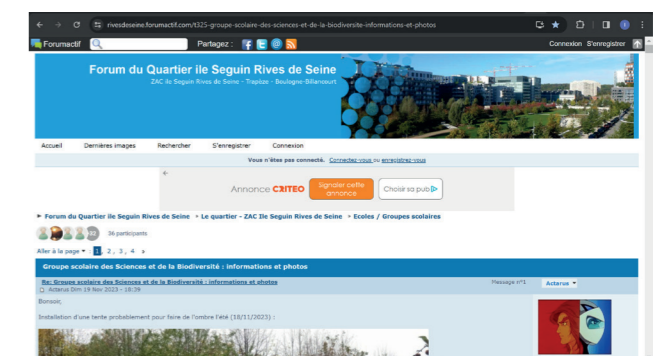 rivesdeseine.forumactif.com/t325-groupe-scolaire-des-sciences-et-de-la-biodiversite-informations-et-photos
Forumactif Partagez : Connexion S'enregistrer
Forum du Quartier ile Seguin Rives de Seine
ZAC ile Seguin Rives de Seine - Trapèze - Boulogne-Billancourt
Accueil Dernières images Rechercher S'enregistrer Connexion
Vous n'êtes pas connecté. Connectez-vous ou enregistrez-vous
Annonce CRITEO Signaler cette annonce Choisir sa pub
Forum du Quartier ile Seguin Rives de Seine Le quartier - ZAC Ile Seguin Rives de Seine Ecoles / Groupes scolaires
36 participants
Aller à la page : 1, 2, 3, 4
Groupe scolaire des Sciences et de la Biodiversité : informations et photos
Re: Groupe scolaire des Sciences et de la Biodiversité : informations et photos Message n°1 Actarus
Actarus Dim 19 Nov 2023 - 18:39
Bonsoir,
Installation d'une tente probablement pour faire de l'ombre l'été (18/11/2023) :